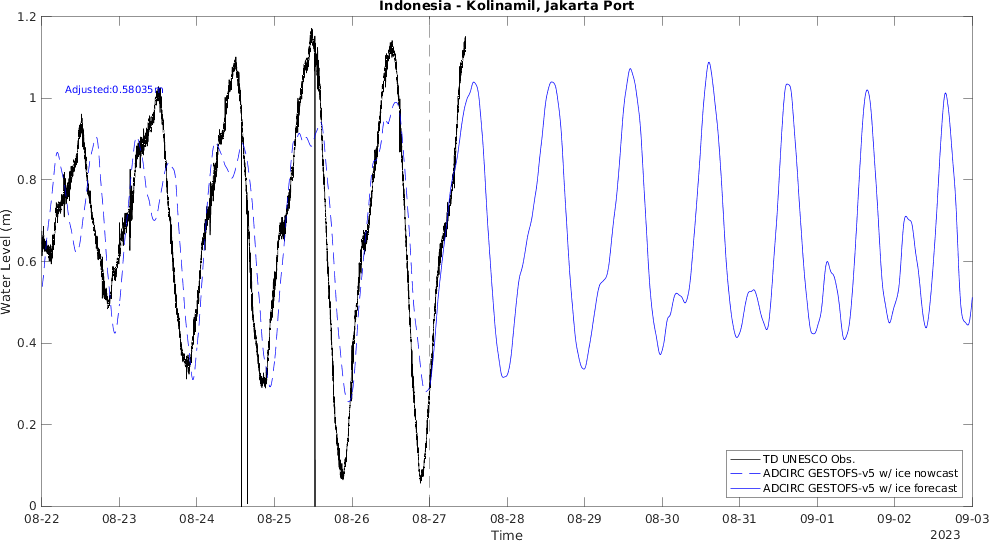 Indonesia - Kolinamil, Jakarta Port
Water Level (m)
1.2
1
0.8
0.6
0.4
0.2
0
Adjusted:0.58035m
TD UNESCO Obs.
ADCIRC GESTOFS-v5 w/ ice nowcast
ADCIRC GESTOFS-v5 w/ ice forecast
08-22 08-23 08-24 08-25 08-26 08-27 08-28 08-29 08-30 08-31 09-01 09-02 09-03
Time
2023